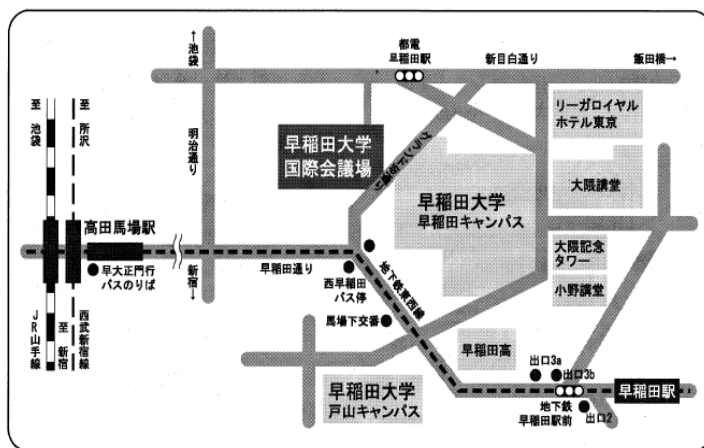 ↑池袋
都電
早稲田駅
新目白通り
飯田橋→
至 池袋
至 所沢
明治通り
早稲田大学
国際会議場
グランド坂通り
リーガロイヤル
ホテル東京
早稲田大学
早稲田キャンパス
大隈講堂
高田馬場駅
早大正門行
バスのりば
新宿→
早稲田通り
西早稲田
バス停
地下鉄東西線
大隈記念
タワー
小野講堂
馬場下交番
JR山手線
至 新宿
西武新宿線
早稲田高
出口3a
出口3b
早稲田大学
戸山キャンパス
早稲田駅
地下鉄
早稲田駅前
出口2